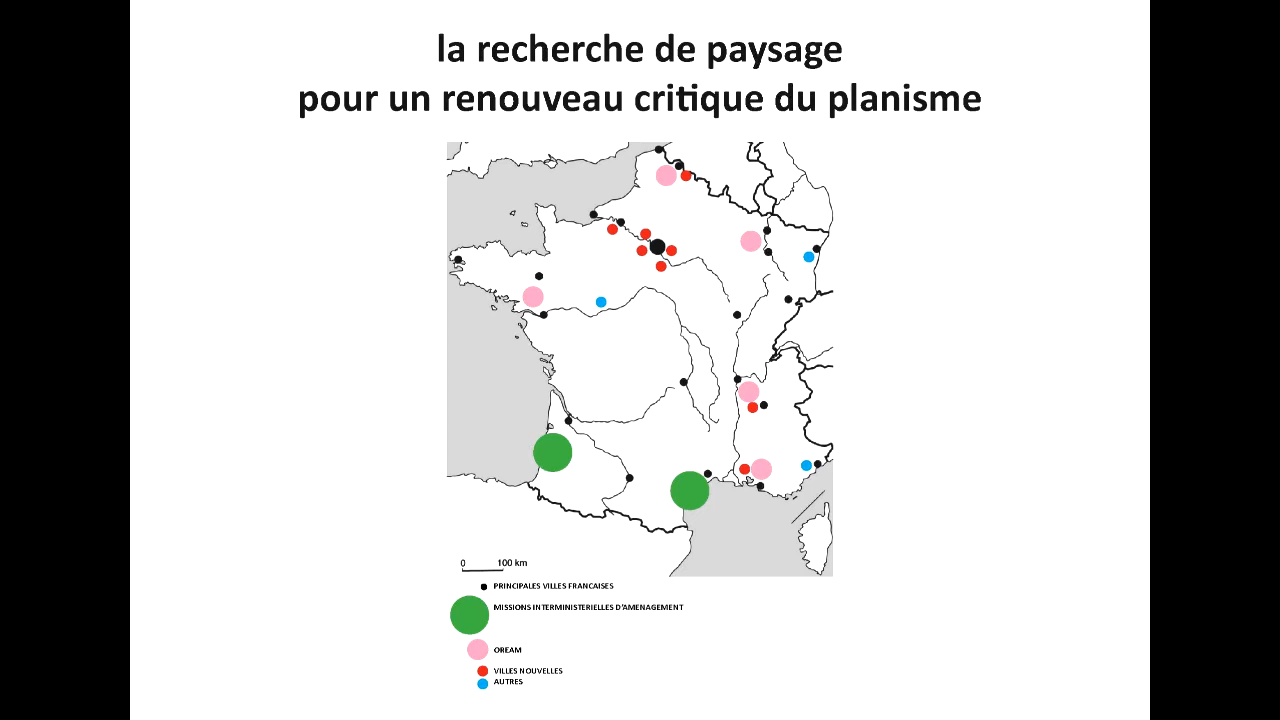 la recherche de paysage
pour un renouveau critique du planisme
0 100 km
PRINCIPALES VILLES FRANCAISES
MISSIONS INTERMINISTERIELLES D'AMENAGEMENT
OREAM
VILLES NOUVELLES
AUTRES